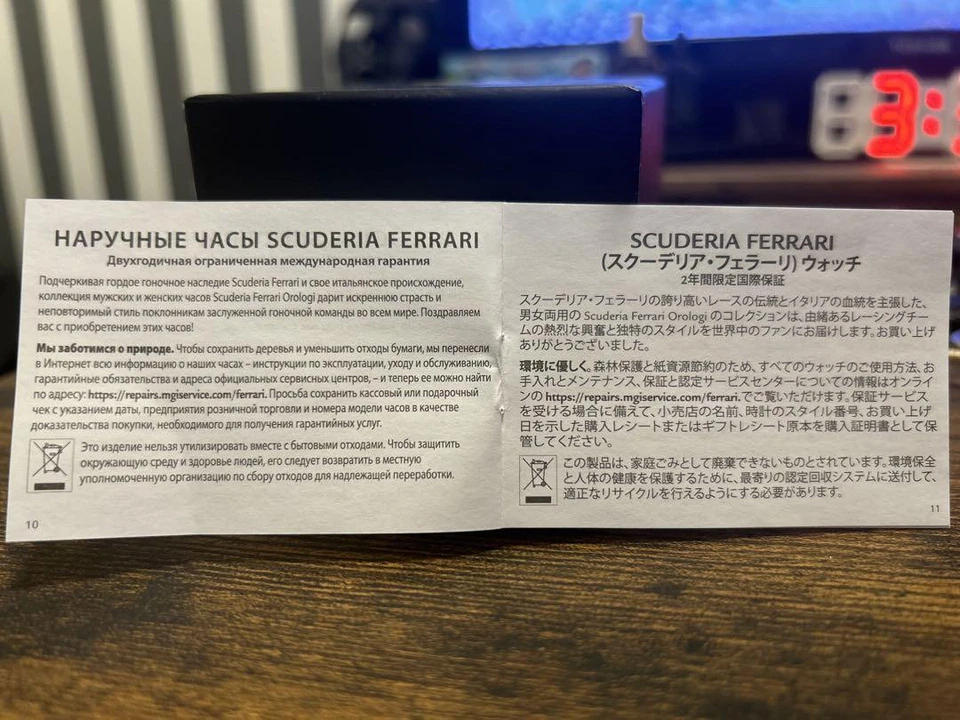 НАРУЧНЫЕ ЧАСЫ SCUDERIA FERRARI
Двухгодичная ограниченная международная гарантия
Подчеркивая гордое гоночное наследие Scuderia Ferrari и свое итальянское происхождение,
коллекция мужских и женских часов Scuderia Ferrari Orologi дарит искреннюю страсть и
неповторимый стиль поклонникам заслуженной гоночной команды во всем мире. Поздравляем
вас с приобретением этих часов!
Мы заботимся о природе. Чтобы сохранить деревья и уменьшить отходы бумаги, мы перенесли
в Интернет всю информацию о наших часах – инструкции по эксплуатации, уходу и обслуживанию,
гарантийные обязательства и адреса официальных сервисных центров, – и теперь ее можно найти
по адресу: https://repairs.mgiservice.com/ferrari. Просьба сохранить кассовый или подарочный
чек с указанием даты, предприятия розничной торговли и номера модели часов в качестве
доказательства покупки, необходимого для получения гарантийных услуг.
Это изделие нельзя утилизировать вместе с бытовыми отходами. Чтобы защитить
окружающую среду и здоровье людей, его следует возвратить в местную
уполномоченную организацию по сбору отходов для надлежащей переработки.
10
SCUDERIA FERRARI
(スクーデリア・フェラーリ) ウォッチ
2年間限定国際保証
スクーデリア・フェラーリの誇り高いレースの伝統とイタリアの血統を主張した、
男女両用の Scuderia Ferrari Orologi のコレクションは、由緒あるレーシングチー
ムの熱烈な興奮と独特のスタイルを世界中のファンにお届けします。お買い上げ
ありがとうございました。
環境に優しく。森林保護と紙資源節約のため、すべてのウォッチのご使用方法、お
手入れとメンテナンス、保証と認定サービスセンターについての情報はオンライ
ンの https://repairs.mgiservice.com/ferrari. でご覧いただけます。保証サービス
を受ける場合に備えて、小売店の名前、時計のスタイル番号、お買い上げ
日を示した購入レシートまたはギフトレシート原本を購入証明書として保
管してください。
この製品は、家庭ごみとして廃棄できないものとされています。環境保全
と人体の健康を保護するために、最寄りの認定回収システムに送付して、
適正なリサイクルを行えるようにする必要があります。
11
3: